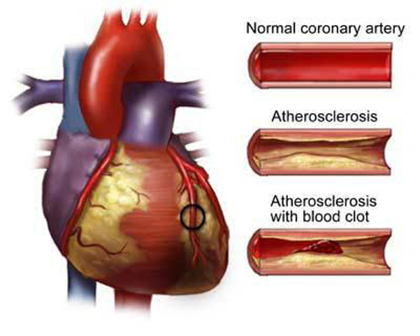 Normal coronary artery
Atherosclerosis
Atherosclerosis
with blood clot